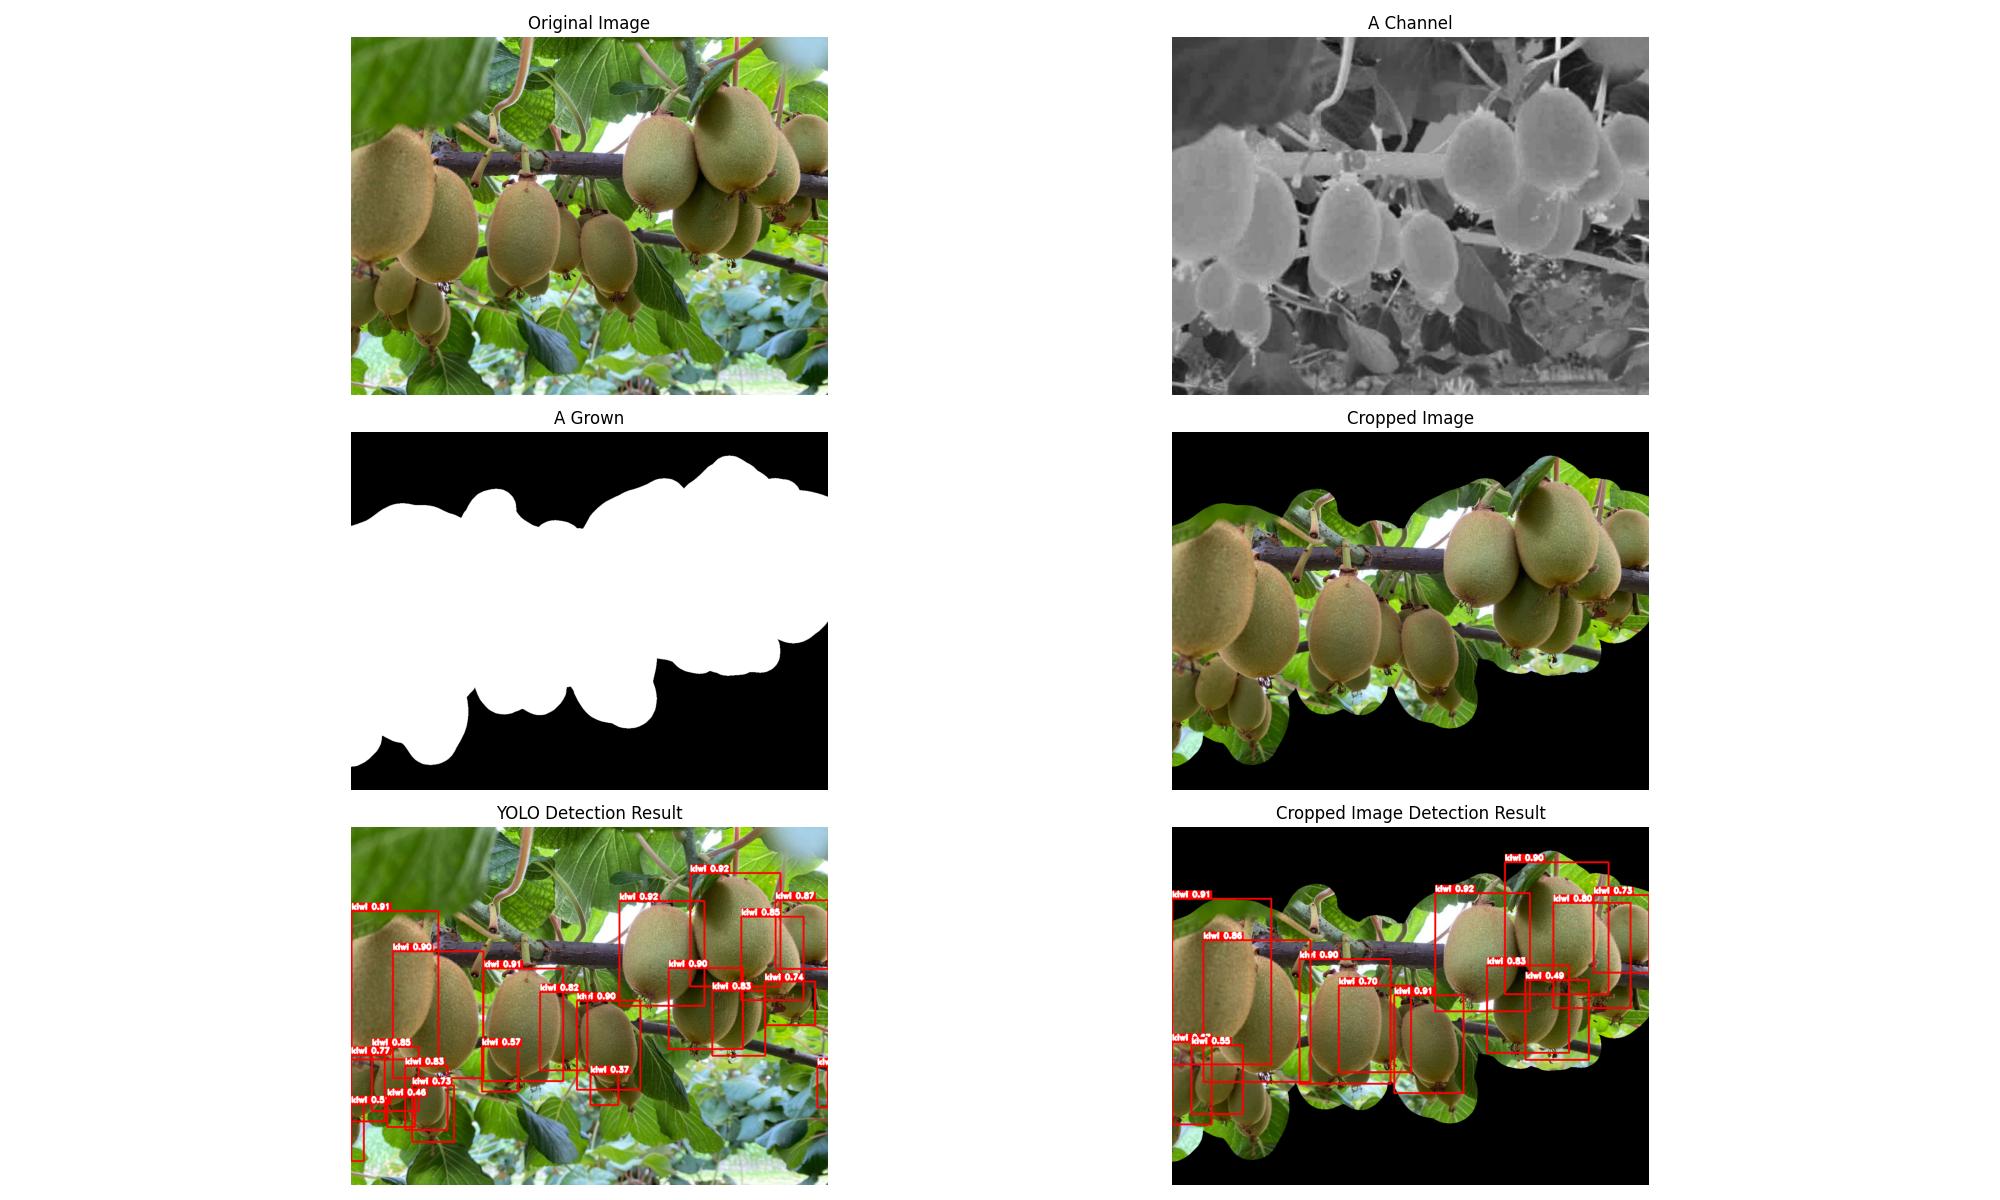 Original Image
A Channel
A Grown
Cropped Image
YOLO Detection Result
Cropped Image Detection Result
kiwi 0.92
kiwi 0.92
kiwi 0.87
kiwi 0.91
kiwi 0.85
kiwi 0.90
kiwi 0.91
kiwi 0.90
kiwi 0.74
kiwi 0.82
kiwi 0.83
kiwi 0.90
kiwi 0.85
kiwi 0.57
kiwi 0.77
kiwi 0.83
kiwi 0.37
kiwi 0.73
kiwi 0.46
kiwi
kiwi 0.90
kiwi 0.92
kiwi 0.73
kiwi 0.91
kiwi 0.80
kiwi 0.86
kiwi 0.90
kiwi 0.83
kiwi 0.49
kiwi 0.70
kiwi 0.91
kiwi 0.55